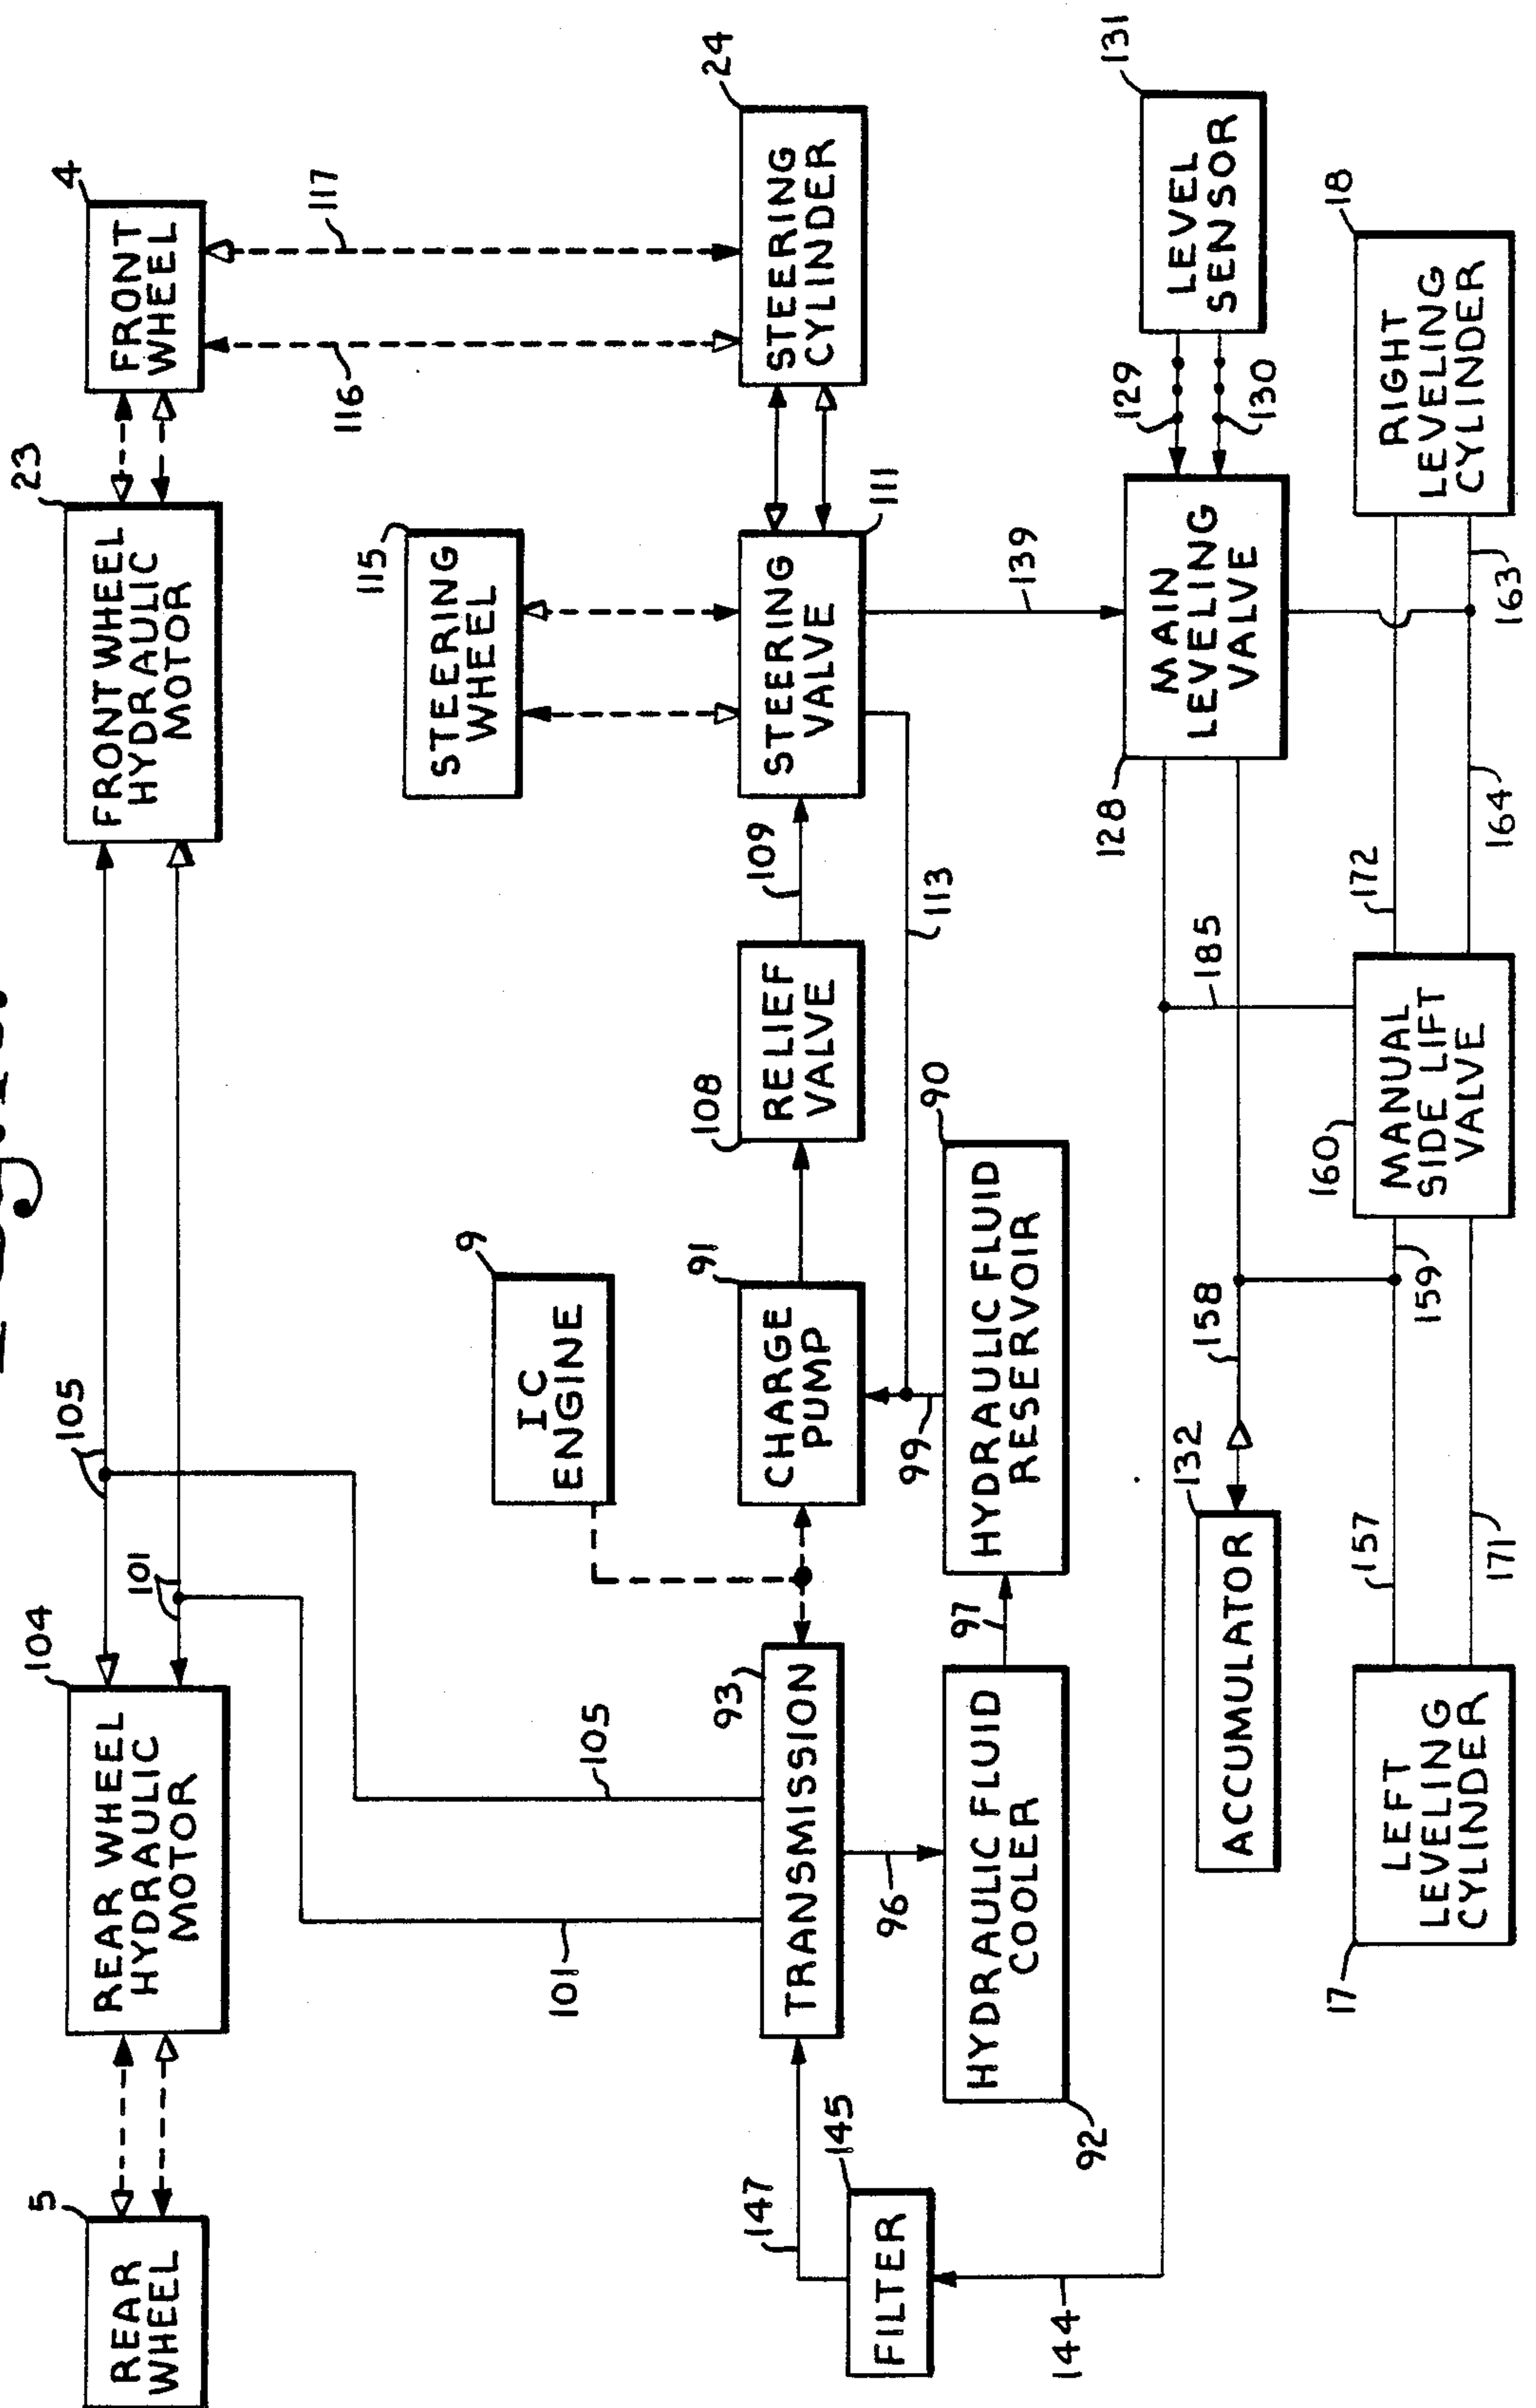 5
REAR
WHEEL
104
REAR WHEEL
HYDRAULIC
MOTOR
105
101
23
FRONT WHEEL
HYDRAULIC
MOTOR
4
FRONT
WHEEL
101
105
9
IC
ENGINE
115
STEERING
WHEEL
116
117
147
93
TRANSMISSION
91
CHARGE
PUMP
108
RELIEF
VALVE
109
STEERING
VALVE
111
24
STEERING
CYLINDER
145
FILTER
96
99
113
92
HYDRAULIC FLUID
COOLER
97
90
HYDRAULIC FLUID
RESERVOIR
139
144
132
ACCUMULATOR
158
185
128
MAIN
LEVELING
VALVE
129
130
131
LEVEL
SENSOR
17
LEFT
LEVELING
CYLINDER
157
171
159
160
MANUAL
SIDE LIFT
VALVE
172
164
163
18
RIGHT
LEVELING
CYLINDER